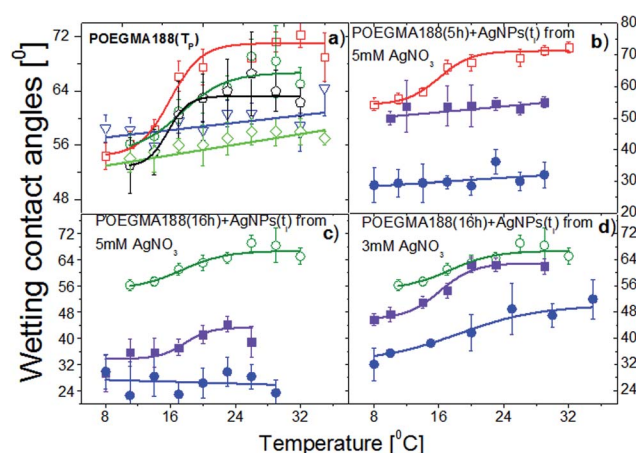 POEGMA188(Tₚ) a)
72
64
56
48
POEGMA188(5h)+AgNPs(tᵢ) from
5mM AgNO₃
b)
80
70
60
50
40
30
20
POEGMA188(16h)+AgNPs(tᵢ) from
5mM AgNO₃
c)
72
64
56
48
40
32
24
POEGMA188(16h)+AgNPs(tᵢ) from
3mM AgNO₃
d)
72
64
56
48
40
32
24
8 16 24 32
8 16 24 32
Wetting contact angles [⁰]
Temperature [⁰C]